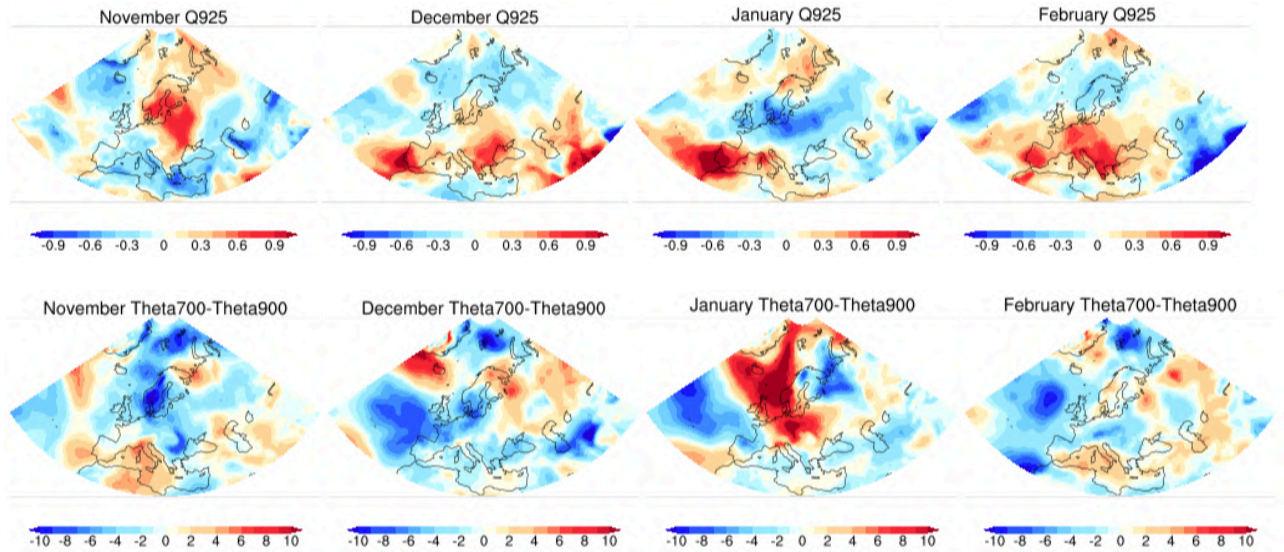 November Q925 December Q925 January Q925 February Q925
-0.9 -0.6 -0.3 0 0.3 0.6 0.9 -0.9 -0.6 -0.3 0 0.3 0.6 0.9 -0.9 -0.6 -0.3 0 0.3 0.6 0.9 -0.9 -0.6 -0.3 0 0.3 0.6 0.9
November Theta700-Theta900 December Theta700-Theta900 January Theta700-Theta900 February Theta700-Theta900
-10 -8 -6 -4 -2 0 2 4 6 8 10 -10 -8 -6 -4 -2 0 2 4 6 8 10 -10 -8 -6 -4 -2 0 2 4 6 8 10 -10 -8 -6 -4 -2 0 2 4 6 8 10